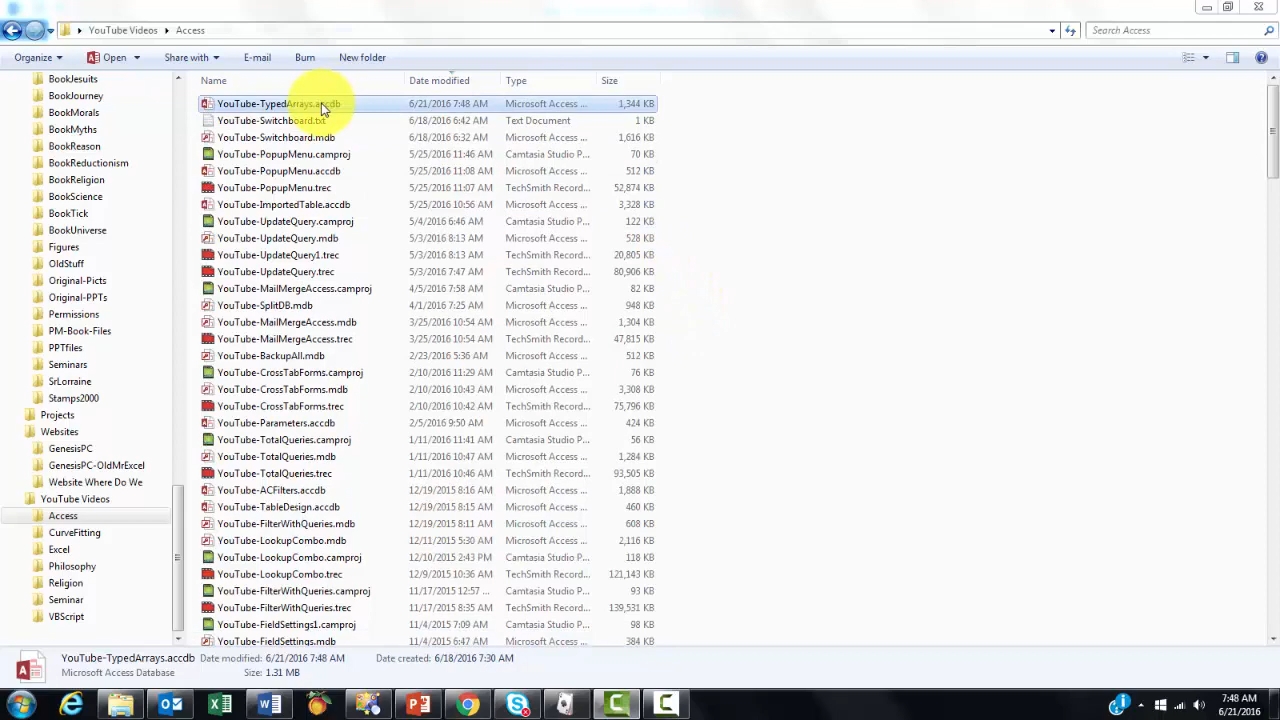 YouTube Videos Access Search Access
Organize Open Share with E-mail Burn New folder
BookJesuits
BookJourney
BookMorals
BookMyths
BookReason
BookReductionism
BookReligion
BookScience
BookTick
BookUniverse
Figures
OldStuff
Original-Picts
Original-PPTs
Permissions
PM-Book-Files
PPTfiles
Seminars
SrLorraine
Stamps2000
Projects
Websites
GenesisPC
GenesisPC-OldMrExcel
Website Where Do We
YouTube Videos
Access
CurveFitting
Excel
Philosophy
Religion
Seminar
VBScript
Name Date modified Type Size
YouTube-TypedArrays.accdb 6/21/2016 7:48 AM Microsoft Access ... 1,344 KB
YouTube-Switchboard.txt 6/18/2016 6:42 AM Text Document 1 KB
YouTube-Switchboard.mdb 6/18/2016 6:32 AM Microsoft Access ... 1,616 KB
YouTube-PopupMenu.camproj 5/25/2016 11:46 AM Camtasia Studio P... 70 KB
YouTube-PopupMenu.accdb 5/25/2016 11:08 AM Microsoft Access ... 512 KB
YouTube-PopupMenu.trec 5/25/2016 11:07 AM TechSmith Record... 52,874 KB
YouTube-ImportedTable.accdb 5/25/2016 10:56 AM Microsoft Access ... 3,328 KB
YouTube-UpdateQuery.camproj 5/4/2016 6:46 AM Camtasia Studio P... 122 KB
YouTube-UpdateQuery.mdb 5/3/2016 8:13 AM Microsoft Access ... 528 KB
YouTube-UpdateQuery1.trec 5/3/2016 8:13 AM TechSmith Record... 20,805 KB
YouTube-UpdateQuery.trec 5/3/2016 7:47 AM TechSmith Record... 80,906 KB
YouTube-MailMergeAccess.camproj 4/5/2016 7:58 AM Camtasia Studio P... 82 KB
YouTube-SplitDB.mdb 4/1/2016 7:25 AM Microsoft Access ... 948 KB
YouTube-MailMergeAccess.mdb 3/25/2016 10:54 AM Microsoft Access ... 1,304 KB
YouTube-MailMergeAccess.trec 3/25/2016 10:54 AM TechSmith Record... 47,815 KB
YouTube-BackupAll.mdb 2/23/2016 5:36 AM Microsoft Access ... 512 KB
YouTube-CrossTabForms.camproj 2/10/2016 11:29 AM Camtasia Studio P... 76 KB
YouTube-CrossTabForms.mdb 2/10/2016 10:43 AM Microsoft Access ... 3,308 KB
YouTube-CrossTabForms.trec 2/10/2016 10:42 AM TechSmith Record... 75,796 KB
YouTube-Parameters.accdb 2/5/2016 9:50 AM Microsoft Access ... 424 KB
YouTube-TotalQueries.camproj 1/11/2016 11:41 AM Camtasia Studio P... 56 KB
YouTube-TotalQueries.mdb 1/11/2016 10:47 AM Microsoft Access ... 1,284 KB
YouTube-TotalQueries.trec 1/11/2016 10:46 AM TechSmith Record... 93,505 KB
YouTube-ACFilters.accdb 12/19/2015 8:16 AM Microsoft Access ... 1,888 KB
YouTube-TableDesign.accdb 12/19/2015 8:15 AM Microsoft Access ... 460 KB
YouTube-FilterWithQueries.mdb 12/19/2015 8:11 AM Microsoft Access ... 608 KB
YouTube-LookupCombo.mdb 12/11/2015 5:30 AM Microsoft Access ... 2,116 KB
YouTube-LookupCombo.camproj 12/10/2015 2:43 PM Camtasia Studio P... 118 KB
YouTube-LookupCombo.trec 12/9/2015 10:36 AM TechSmith Record... 121,143 KB
YouTube-FilterWithQueries.camproj 11/17/2015 12:57 ... Camtasia Studio P... 93 KB
YouTube-FilterWithQueries.trec 11/17/2015 8:35 AM TechSmith Record... 139,531 KB
YouTube-FieldSettings1.camproj 11/4/2015 7:09 AM Camtasia Studio P... 64 KB
YouTube-FieldSettings.mdb 11/4/2015 6:47 AM Microsoft Access ... 384 KB
YouTube-TypedArrays.accdb Date modified: 6/21/2016 7:48 AM Date created: 6/18/2016 7:30 AM
Microsoft Access Database Size: 1.31 MB
7:48 AM
6/21/2016